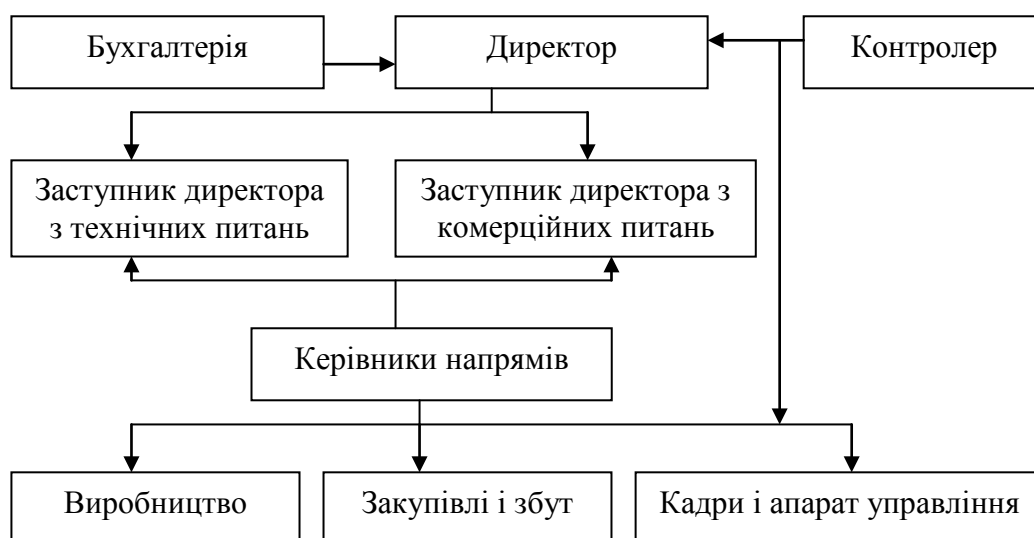 Бухгалтерія
Директор
Контролер
Заступник директора
з технічних питань
Заступник директора з
комерційних питань
Керівники напрямів
Виробництво
Закупівлі і збут
Кадри і апарат управління